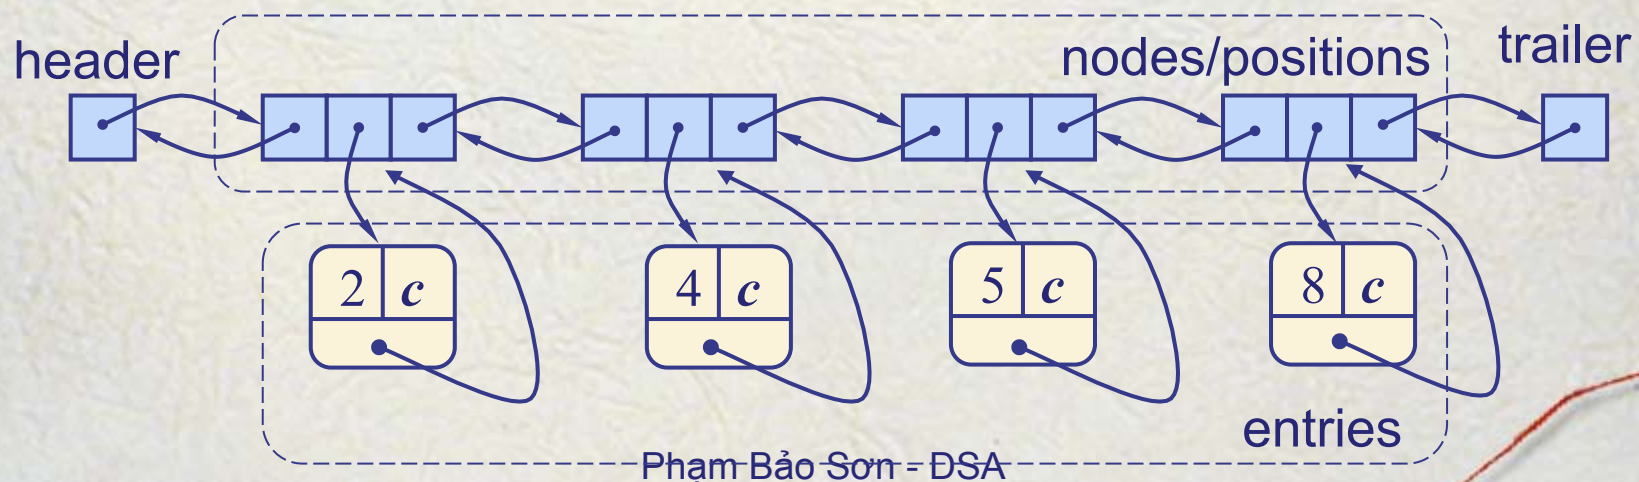 header
nodes/positions
trailer
2 c
4 c
5 c
8 c
entries
Phạm Bảo Sơn - DSA